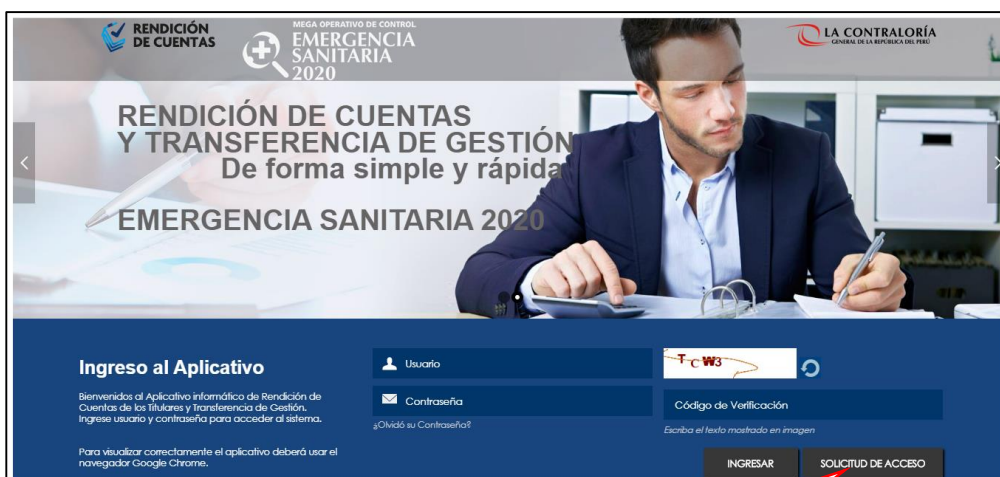 RENDICIÓN
DE CUENTAS
MEGA OPERATIVO DE CONTROL
EMERGENCIA
SANITARIA
2020
LA CONTRALORÍA
GENERAL DE LA REPÚBLICA DEL PERÚ
RENDICIÓN DE CUENTAS
Y TRANSFERENCIA DE GESTIÓN
De forma simple y rápida
EMERGENCIA SANITARIA 2020
Ingreso al Aplicativo
Bienvenidos al Aplicativo informático de Rendición de
Cuentas de los Titulares y Transferencia de Gestión.
Ingrese usuario y contraseña para acceder al sistema.
Para visualizar correctamente el aplicativo deberá usar el
navegador Google Chrome.
Usuario
Contraseña
¿Olvidó su Contraseña?
TCW3
Código de Verificación
Escriba el texto mostrado en imagen
INGRESAR
SOLICITUD DE ACCESO